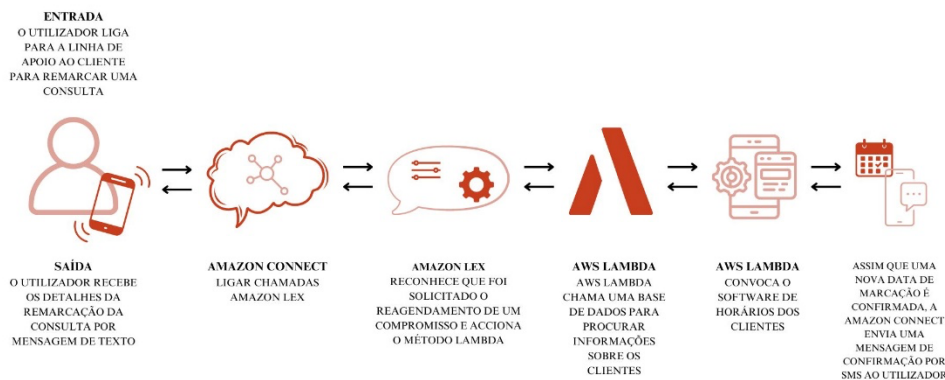 ENTRADA
O UTILIZADOR LIGA
PARA A LINHA DE
APOIO AO CLIENTE
PARA REMARCAR UMA
CONSULTA
SAÍDA
O UTILIZADOR RECEBE
OS DETALHES DA
REMARCAÇÃO DA
CONSULTA POR
MENSAGEM DE TEXTO
AMAZON CONNECT
LIGAR CHAMADAS
AMAZON LEX
AMAZON LEX
RECONHECE QUE FOI
SOLICITADO O
REAGENDAMENTO DE UM
COMPROMISSO E ACCIONA
O MÉTODO LAMBDA
AWS LAMBDA
AWS LAMBDA
CHAMA UMA BASE
DE DADOS PARA
PROCURAR
INFORMAÇÕES
SOBRE OS
CLIENTES
AWS LAMBDA
CONVOCA O
SOFTWARE DE
HORÁRIOS DOS
CLIENTES
ASSIM QUE UMA
NOVA DATA DE
MARCAÇÃO É
CONFIRMADA, A
AMAZON CONNECT
ENVIA UMA
MENSAGEM DE
CONFIRMAÇÃO POR
SMS AO UTILIZADOR